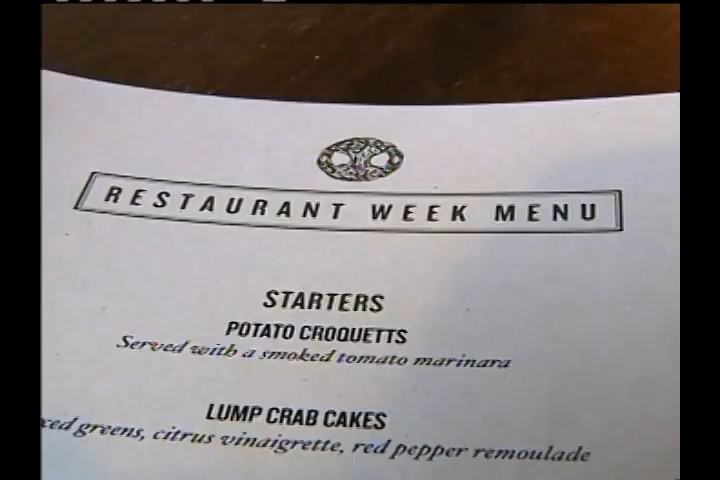 RESTAURANT WEEK MENU
STARTERS
POTATO CROQUETTS
Served with a smoked tomato marinara
LUMP CRAB CAKES
greens, citrus vinaigrette, red pepper remoulade